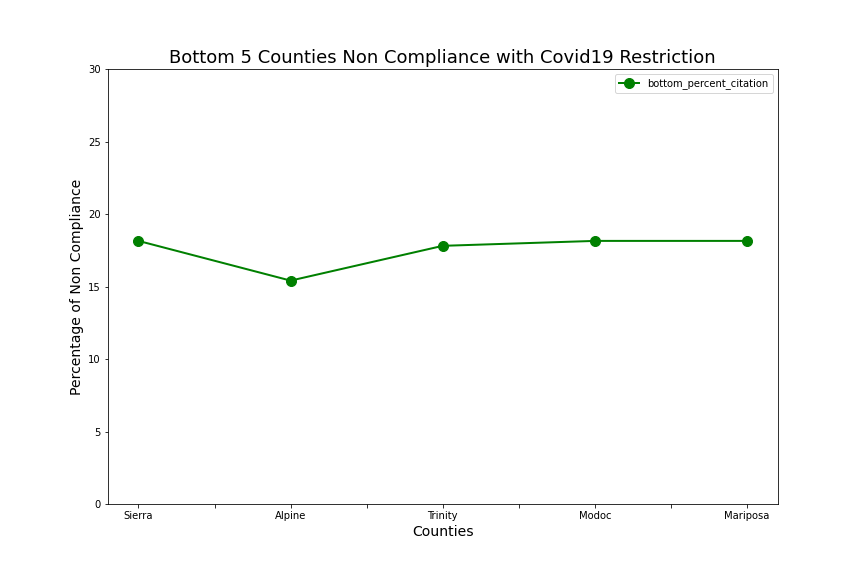 Bottom 5 Counties Non Compliance with Covid19 Restriction
bottom_percent_citation
Percentage of Non Compliance
30
25
20
15
10
5
0
Sierra Alpine Trinity Modoc Mariposa
Counties